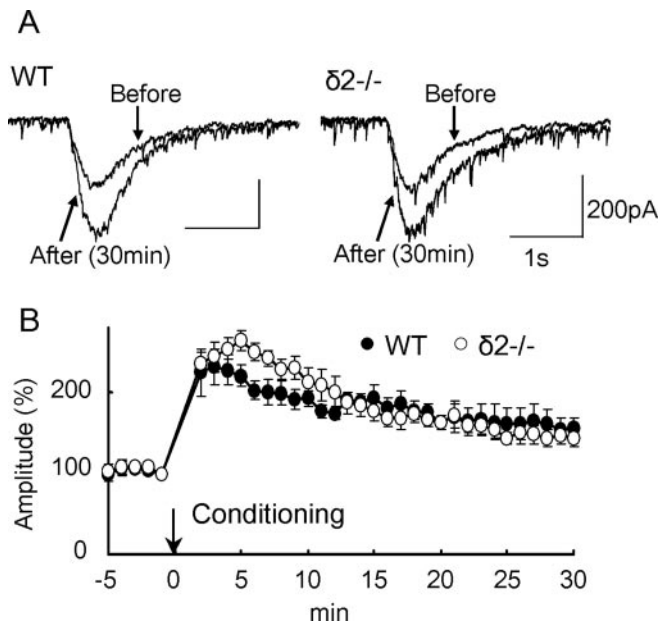 A
WT
δ2-/-
Before
Before
After (30min)
After (30min)
200pA
1s
B
WT
δ2-/-
Amplitude (%)
200
100
0
Conditioning
-5 0 5 10 15 20 25 30
min